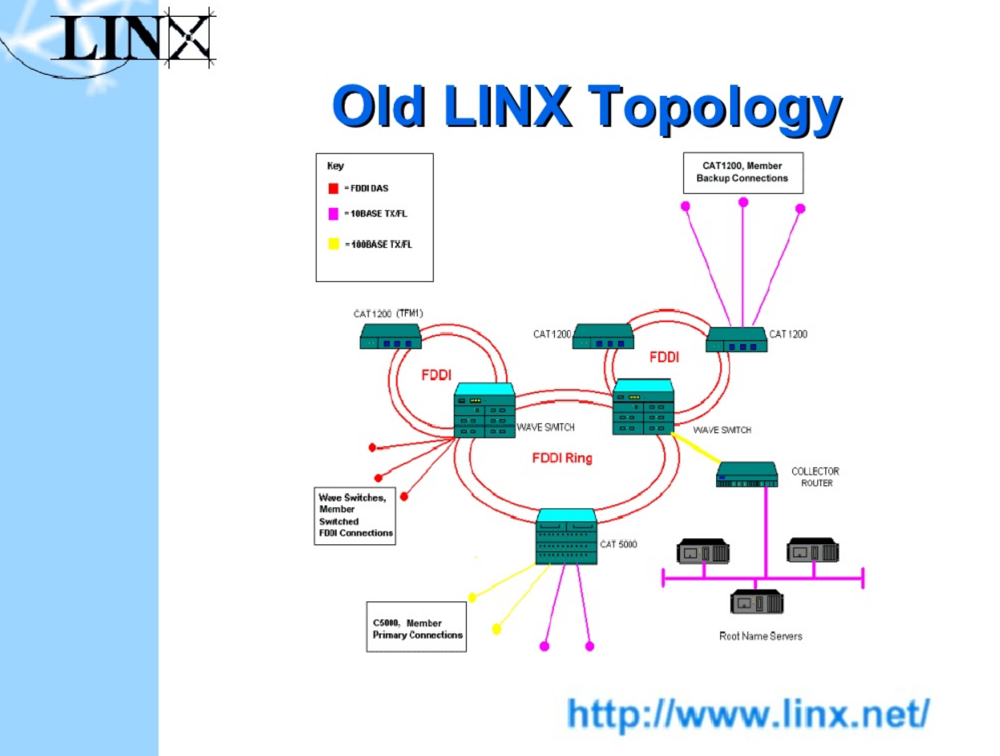 LINX
Old LINX Topology
Key
= FDDI DAS
= 10BASE TX/FL
= 100BASE TX/FL
CAT1200, Member
Backup Connections
CAT1200 (TFM1)
CAT1200
CAT1200
FDDI
FDDI
WAVE SWITCH
WAVE SWITCH
FDDI Ring
COLLECTOR
ROUTER
Wave Switches,
Member
Switched
FDDI Connections
CAT 5000
C5000, Member
Primary Connections
Root Name Servers
http://www.linx.net/